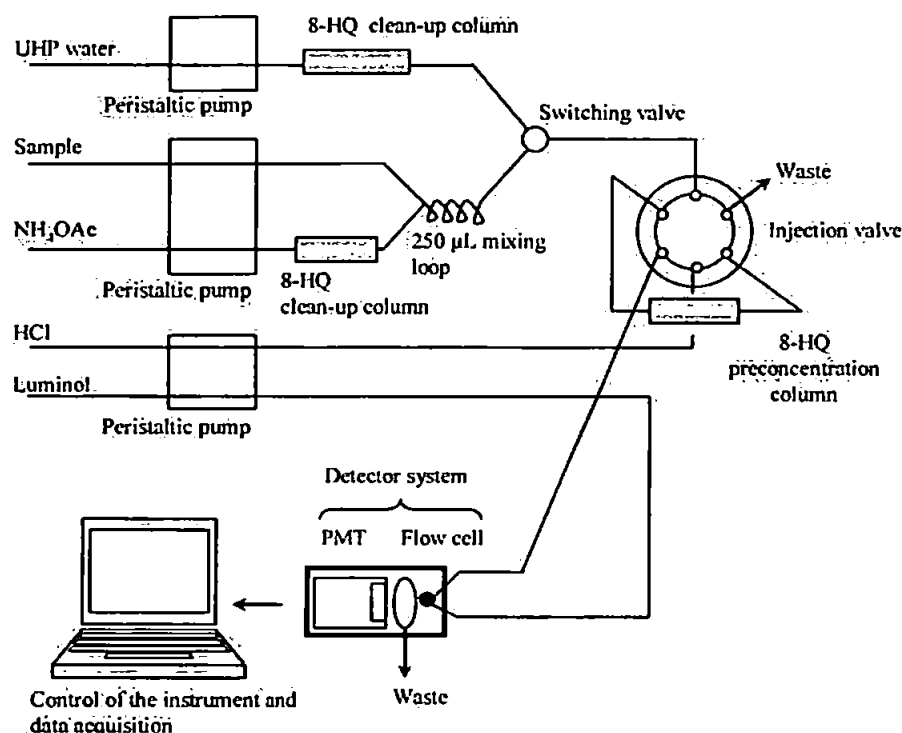 8-HQ clean-up column
UHP water
Peristaltic pump
Switching valve
Sample
Waste
NH4OAc
250 µL mixing
loop
Injection valve
8-HQ
clean-up column
Peristaltic pump
HCl
8-HQ
preconcentration
column
Luminol
Peristaltic pump
Detector system
PMT
Flow cell
Waste
Control of the instrument and
data acquisition